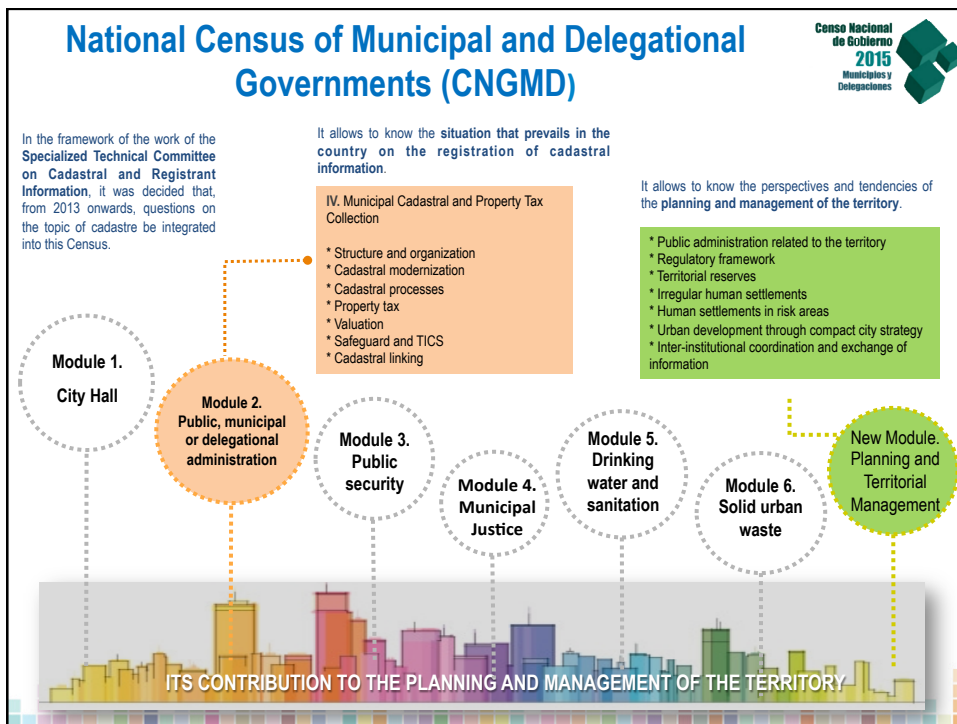 National Census of Municipal and Delegational
Governments (CNGMD)
Censo Nacional
de Gobierno
2015
Municipios y
Delegaciones
In the framework of the work of the
Specialized Technical Committee
on Cadastral and Registrant
Information, it was decided that,
from 2013 onwards, questions on
the topic of cadastre be integrated
into this Census.
It allows to know the situation that prevails in the
country on the registration of cadastral
information.
IV. Municipal Cadastral and Property Tax
Collection
* Structure and organization
* Cadastral modernization
* Cadastral processes
* Property tax
* Valuation
* Safeguard and TICS
* Cadastral linking
It allows to know the perspectives and tendencies of
the planning and management of the territory.
* Public administration related to the territory
* Regulatory framework
* Territorial reserves
* Irregular human settlements
* Human settlements in risk areas
* Urban development through compact city strategy
* Inter-institutional coordination and exchange of
information
Module 1.
City Hall
Module 2.
Public, municipal
or delegational
administration
Module 3.
Public
security
Module 4.
Municipal
Justice
Module 5.
Drinking
water and
sanitation
Module 6.
Solid urban
waste
New Module.
Planning and
Territorial
Management
ITS CONTRIBUTION TO THE PLANNING AND MANAGEMENT OF THE TERRITORY